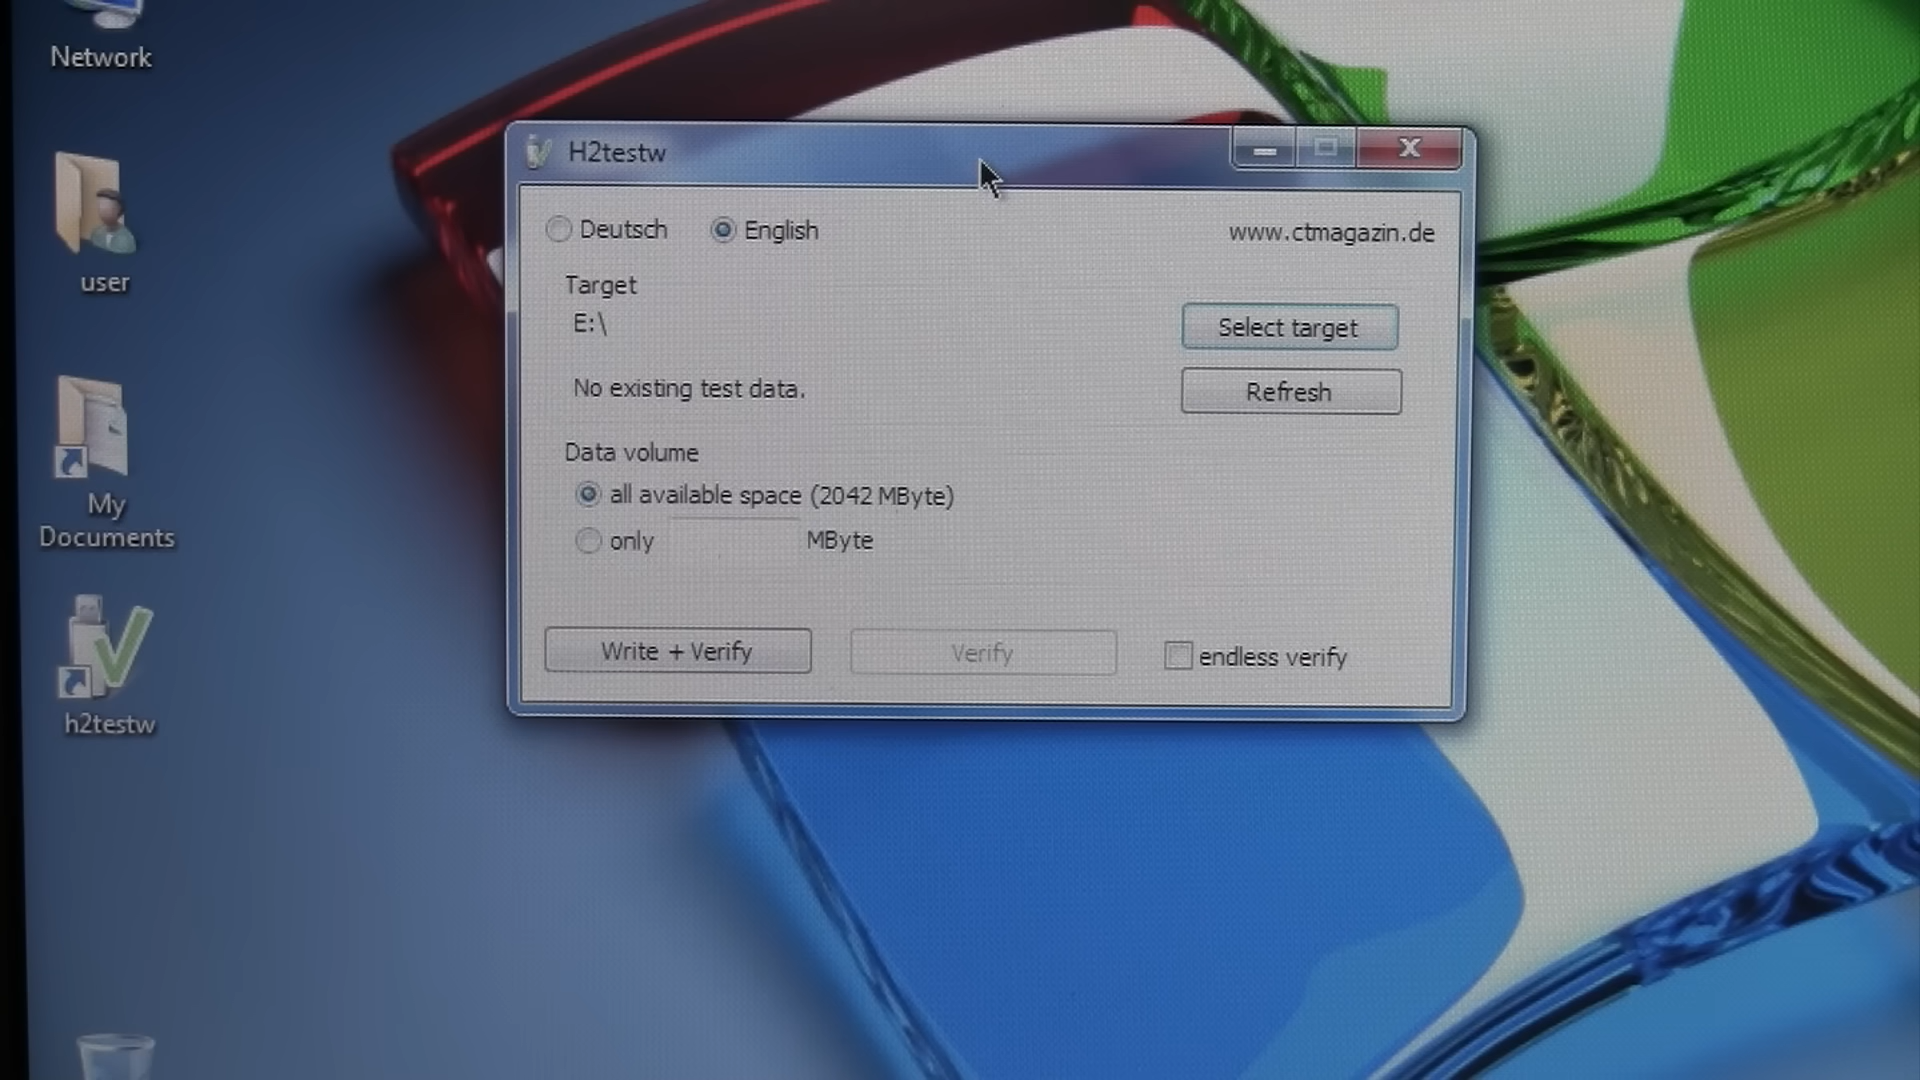 Network
user
My
Documents
h2testw
H2testw
Deutsch
English
www.ctmagazin.de
Target
E:\
Select target
No existing test data.
Refresh
Data volume
all available space (2042 MByte)
only MByte
Write + Verify
Verify
endless verify